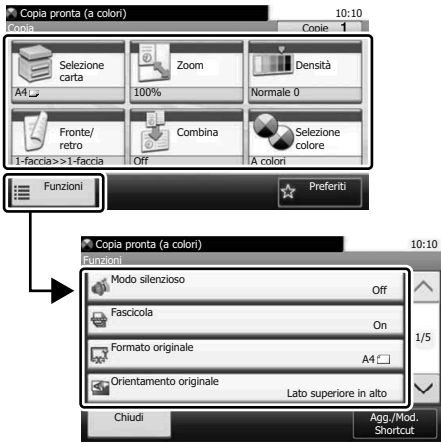 Copia pronta (a colori) 10:10
Copia Copie 1
Selezione
carta
A4
Zoom
100%
Densità
Normale 0
Fronte/
retro
1-faccia>>1-faccia
Combina
Off
Selezione
colore
A colori
Funzioni
Preferiti
Copia pronta (a colori) 10:10
Funzioni
Modo silenzioso
Off
Fascicola
On
1/5
Formato originale
A4
Orientamento originale
Lato superiore in alto
Chiudi
Agg./Mod.
Shortcut